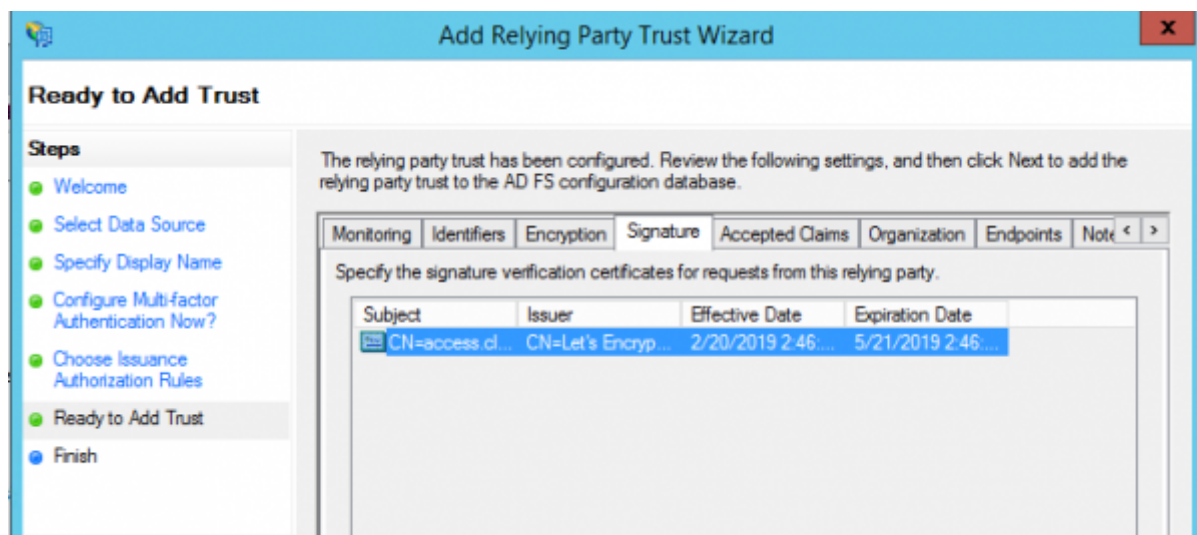 Add Relying Party Trust Wizard
Ready to Add Trust
Steps
Welcome
Select Data Source
Specify Display Name
Configure Multi-factor
Authentication Now?
Choose Issuance
Authorization Rules
Ready to Add Trust
Finish
The relying party trust has been configured. Review the following settings, and then click Next to add the
relying party trust to the AD FS configuration database.
Monitoring Identifiers Encryption Signature Accepted Claims Organization Endpoints Note
Specify the signature verification certificates for requests from this relying party.
Subject Issuer Effective Date Expiration Date
CN=access.cl... CN=Let's Encryp... 2/20/2019 2:46:... 5/21/2019 2:46:...